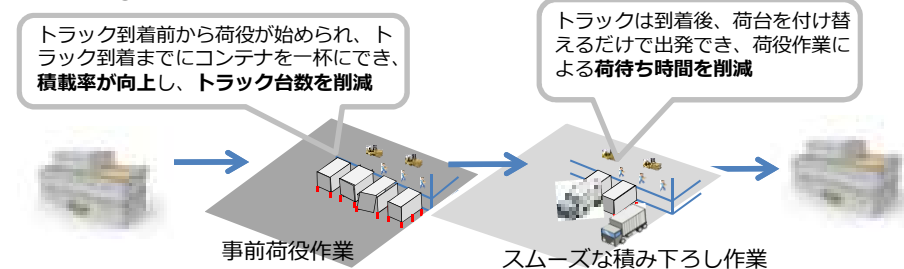 トラック到着前から荷役が始められ、ト
ラック到着までにコンテナを一杯にでき、
積載率が向上し、トラック台数を削減
トラックは到着後、荷台を付け替
えるだけで出発でき、荷役作業に
よる荷待ち時間を削減
事前荷役作業
スムーズな積み下ろし作業